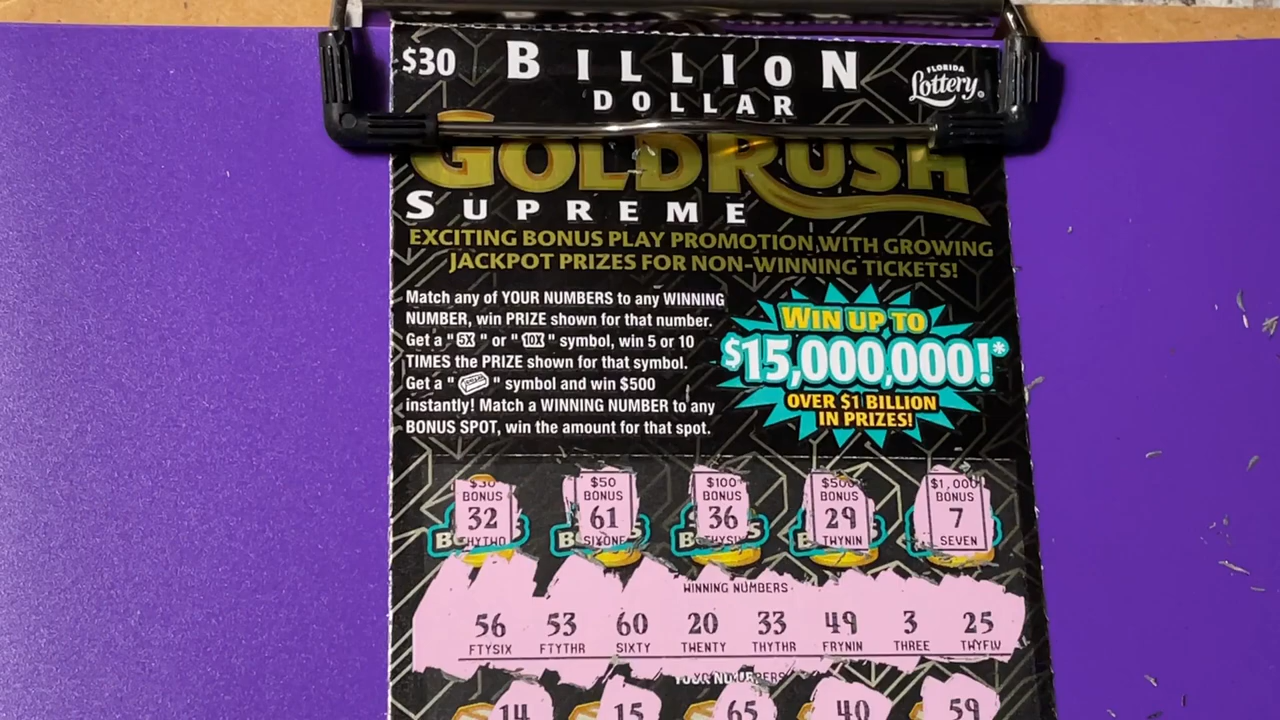 $30 BILLION
DOLLAR
FLORIDA
Lottery
GOLD RUSH
SUPREME
EXCITING BONUS PLAY PROMOTION WITH GROWING
JACKPOT PRIZES FOR NON-WINNING TICKETS!
Match any of YOUR NUMBERS to any WINNING
NUMBER, win PRIZE shown for that number.
Get a "5X" or "10X" symbol, win 5 or 10
TIMES the PRIZE shown for that symbol.
Get a " " symbol and win $500
instantly! Match a WINNING NUMBER to any
BONUS SPOT, win the amount for that spot.
WIN UP TO
$15,000,000!*
OVER $1 BILLION
IN PRIZES!
$30 $50 $100 $500 $1,000
BONUS BONUS BONUS BONUS BONUS
32 61 36 29 7
THYTWO SIXONE THYSIX TWYNIN SEVEN
WINNING NUMBERS
56 53 60 20 33 49 3 25
FTYSIX FTYTHR SIXTY TWENTY THYTHR FRYNIN THREE TWYFIV
YOUR NUMBERS
14 15 65 40 59